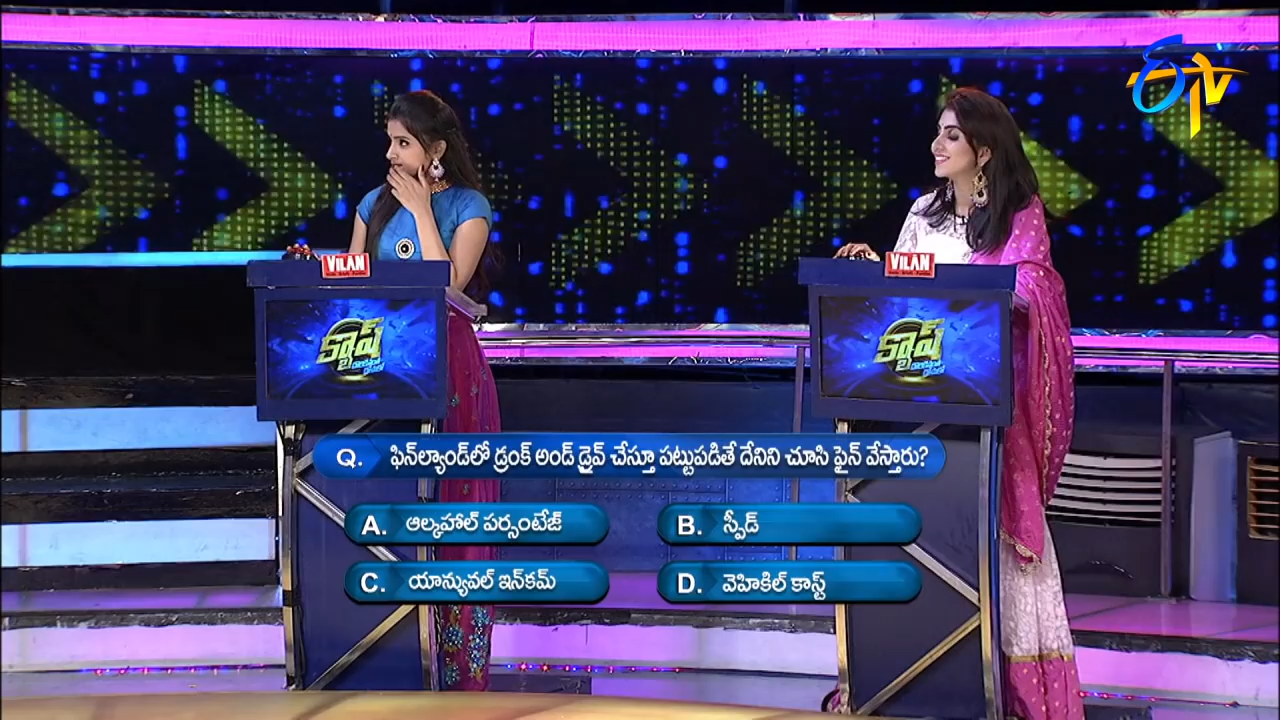 ETV
VILAN
VILAN
క్యాష్
క్యాష్
Q. ఫిన్‌ల్యాండ్‌లో డ్రంక్ అండ్ డ్రైవ్ చేస్తూ పట్టుపడితే దేనిని చూసి ఫైన్ వేస్తారు?
A. ఆల్కహాల్ పర్సంటేజ్
B. స్పీడ్
C. యాన్యువల్ ఇన్‌కమ్
D. వెహికిల్ కాస్ట్